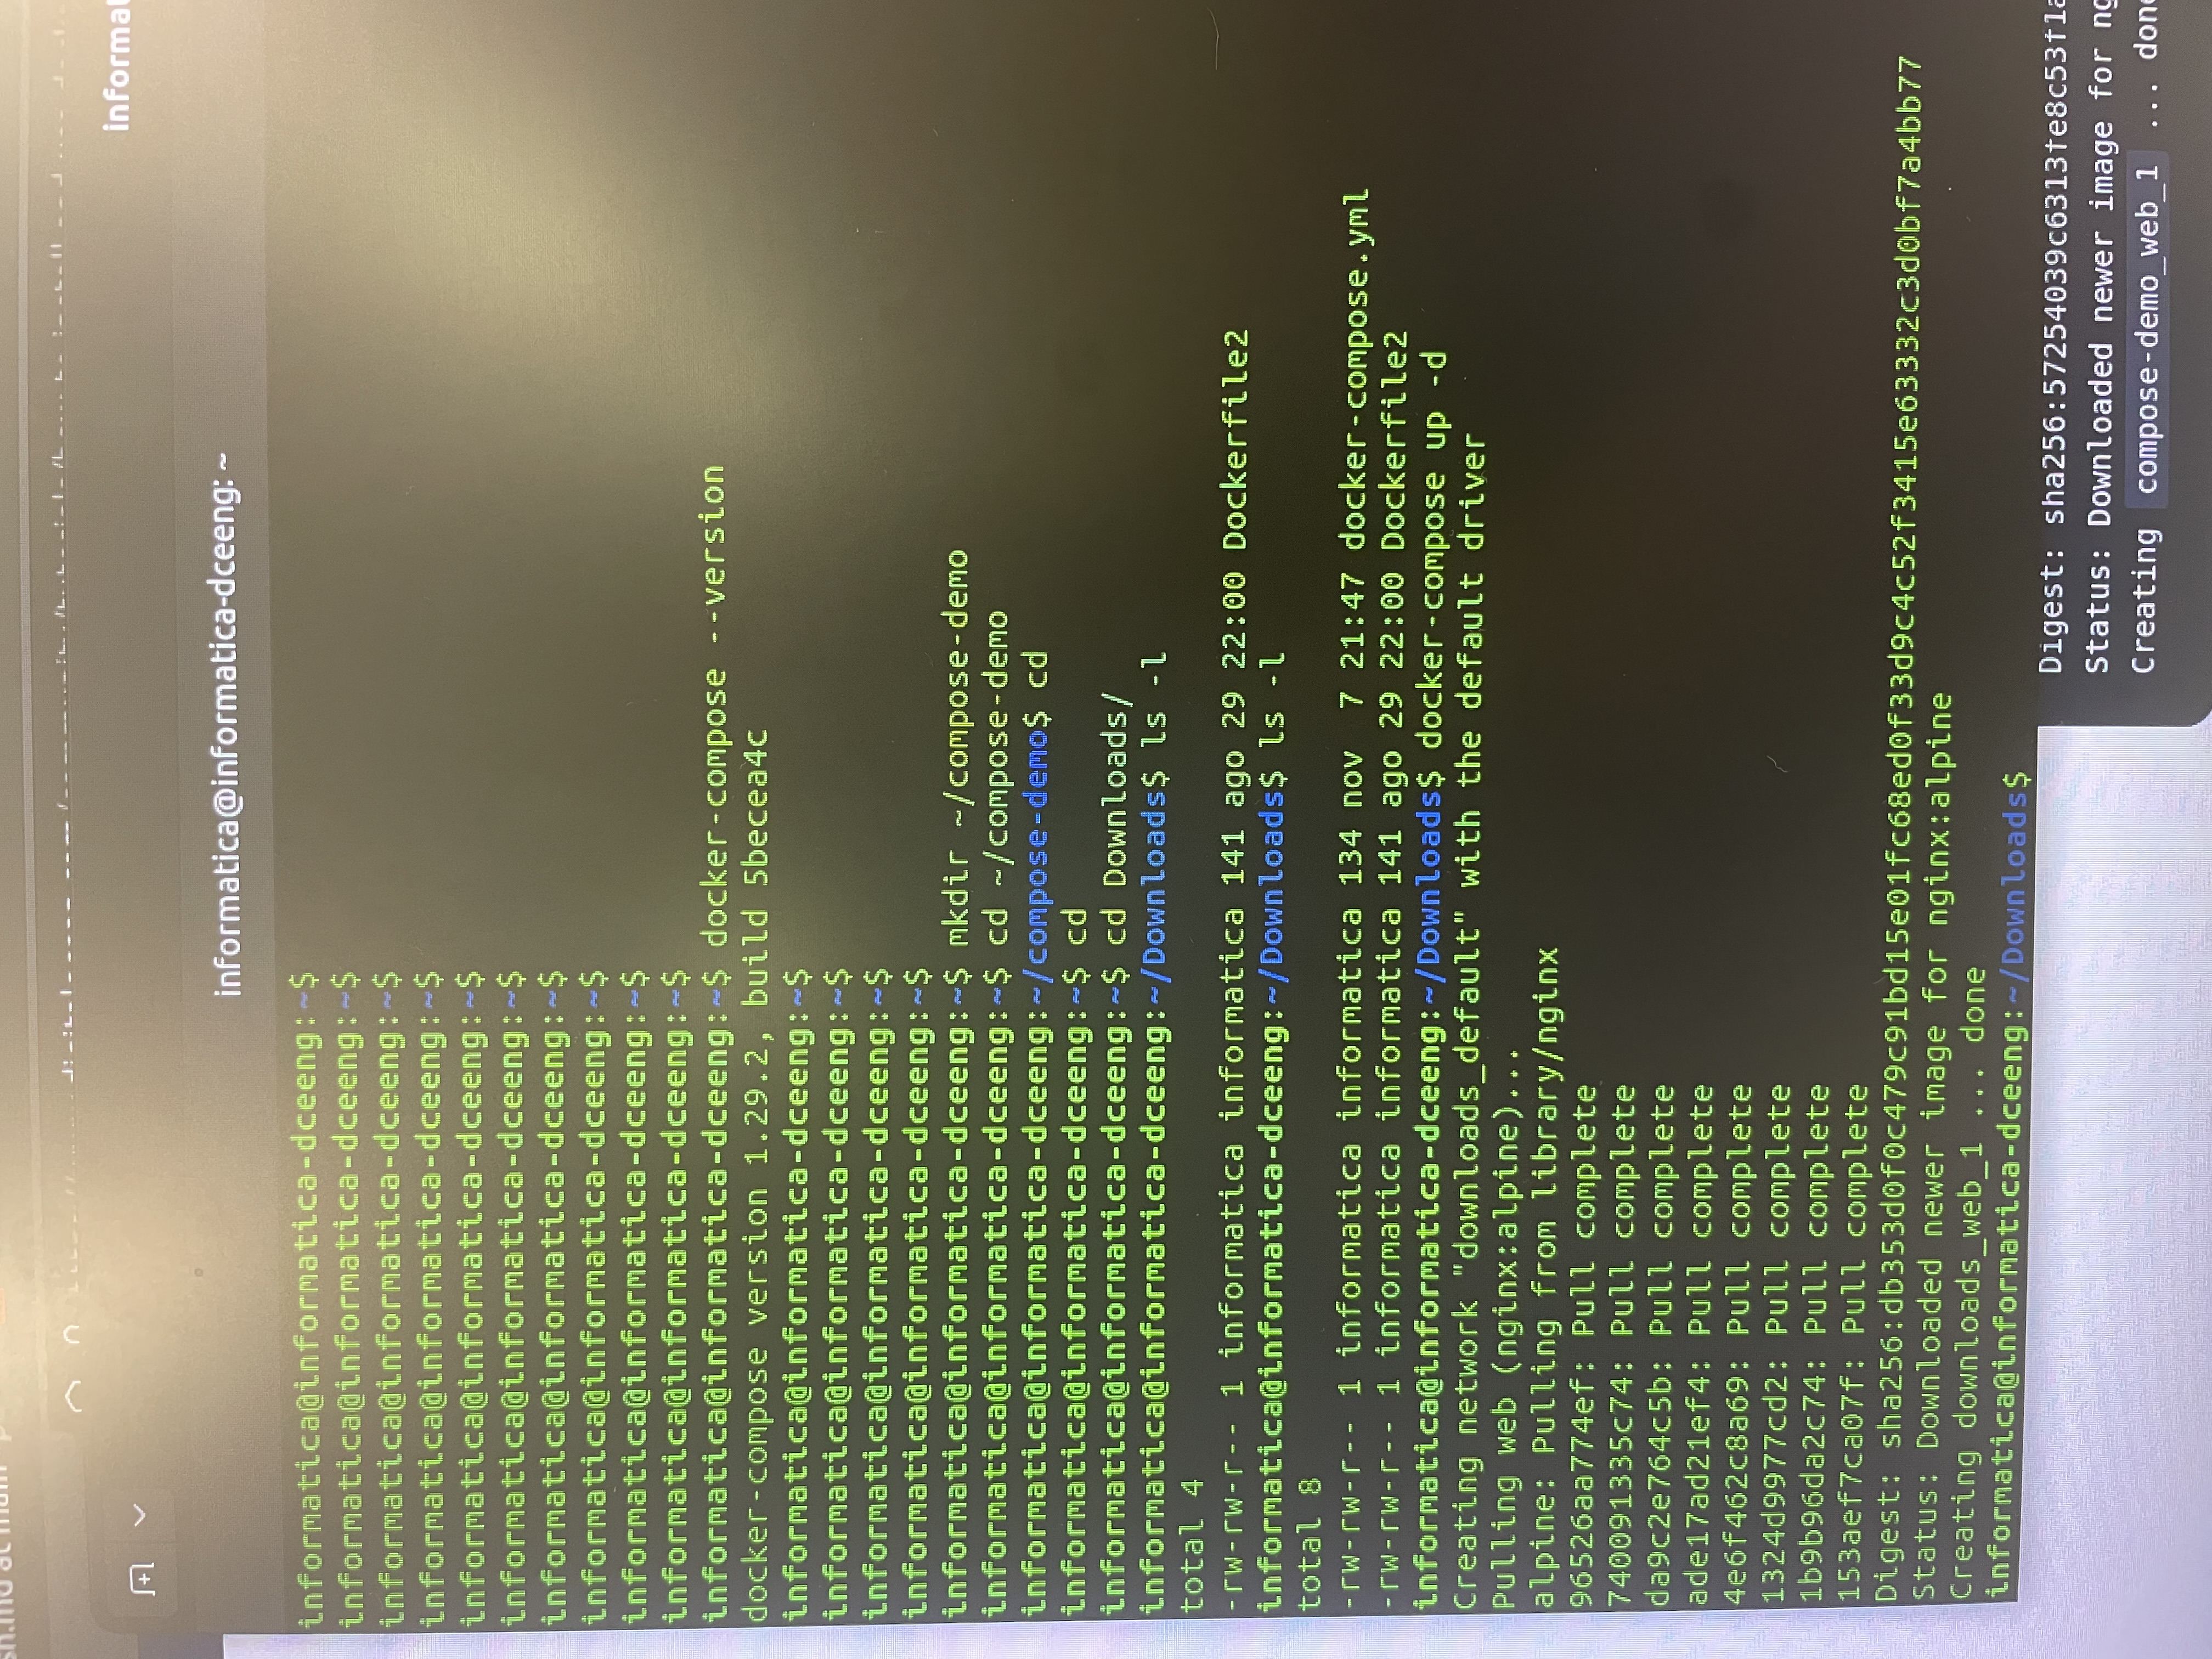 sh.md at main
informat
informatica@informatica-dceeng: ~
informatica@informatica-dceeng:~$
informatica@informatica-dceeng:~$
informatica@informatica-dceeng:~$
informatica@informatica-dceeng:~$
informatica@informatica-dceeng:~$
informatica@informatica-dceeng:~$
informatica@informatica-dceeng:~$
informatica@informatica-dceeng:~$
informatica@informatica-dceeng:~$
informatica@informatica-dceeng:~$
informatica@informatica-dceeng:~$ docker-compose --version
docker-compose version 1.29.2, build 5becea4c
informatica@informatica-dceeng:~$
informatica@informatica-dceeng:~$
informatica@informatica-dceeng:~$
informatica@informatica-dceeng:~$
informatica@informatica-dceeng:~$ mkdir ~/compose-demo
informatica@informatica-dceeng:~$ cd ~/compose-demo
informatica@informatica-dceeng:~/compose-demo$ cd
informatica@informatica-dceeng:~$ cd
informatica@informatica-dceeng:~$ cd Downloads/
informatica@informatica-dceeng:~/Downloads$ ls -l
total 4
-rw-rw-r-- 1 informatica informatica 141 ago 29 22:00 Dockerfile2
informatica@informatica-dceeng:~/Downloads$ ls -l
total 8
-rw-rw-r-- 1 informatica informatica 134 nov  7 21:47 docker-compose.yml
-rw-rw-r-- 1 informatica informatica 141 ago 29 22:00 Dockerfile2
informatica@informatica-dceeng:~/Downloads$ docker-compose up -d
Creating network "downloads_default" with the default driver
Pulling web (nginx:alpine)...
alpine: Pulling from library/nginx
96526aa774ef: Pull complete
740091335c74: Pull complete
da9c2e764c5b: Pull complete
ade17ad21ef4: Pull complete
4e6f462c8a69: Pull complete
1324d9977cd2: Pull complete
1b9b96da2c74: Pull complete
153aef7ca07f: Pull complete
Digest: sha256:db353d0f0c479c91bd15e01fc68ed0f33d9c4c52f3415e63332c3d0bf7a4bb77
Status: Downloaded newer image for nginx:alpine
Creating downloads_web_1 ... done
informatica@informatica-dceeng:~/Downloads$
Digest: sha256:57254039c6313fe8c53f1a
Status: Downloaded newer image for ng
Creating compose-demo_web_1 ... done